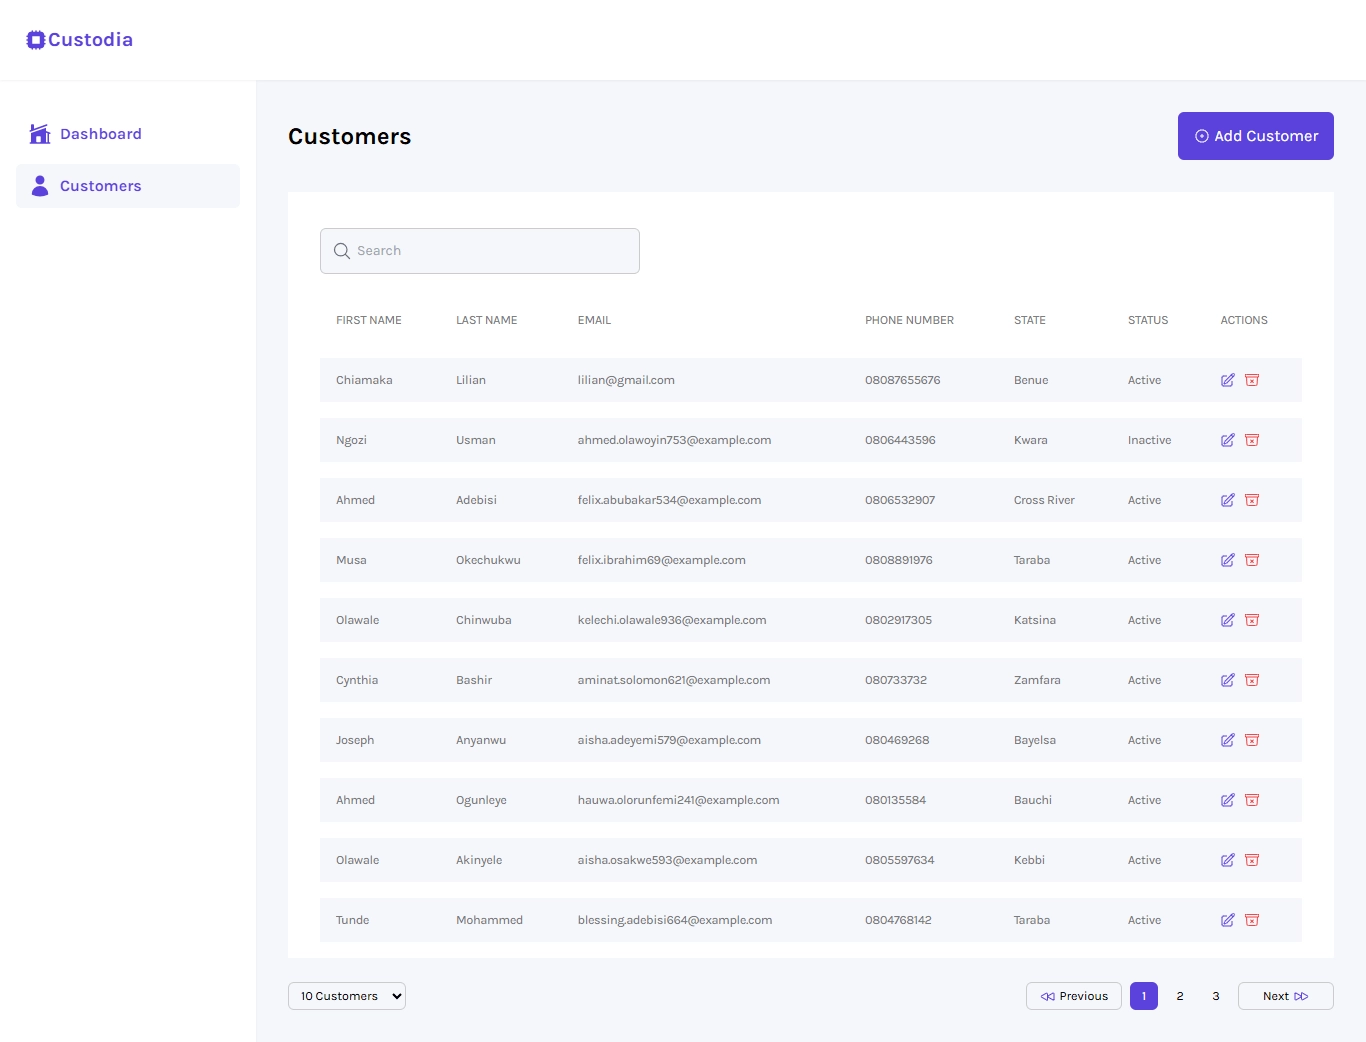 Custodia
Dashboard
Customers
Customers
Add Customer
Search
FIRST NAME LAST NAME EMAIL PHONE NUMBER STATE STATUS ACTIONS
Chiamaka Lilian lilian@gmail.com 08087655676 Benue Active
Ngozi Usman ahmed.olawoyin753@example.com 0806443596 Kwara Inactive
Ahmed Adebisi felix.abubakar534@example.com 0806532907 Cross River Active
Musa Okechukwu felix.ibrahim69@example.com 0808891976 Taraba Active
Olawale Chinwuba kelechi.olawale936@example.com 0802917305 Katsina Active
Cynthia Bashir aminat.solomon621@example.com 080733732 Zamfara Active
Joseph Anyanwu aisha.adeyemi579@example.com 080469268 Bayelsa Active
Ahmed Ogunleye hauwa.olorunfemi241@example.com 080135584 Bauchi Active
Olawale Akinyele aisha.osakwe593@example.com 0805597634 Kebbi Active
Tunde Mohammed blessing.adebisi664@example.com 0804768142 Taraba Active
10 Customers Previous 1 2 3 Next